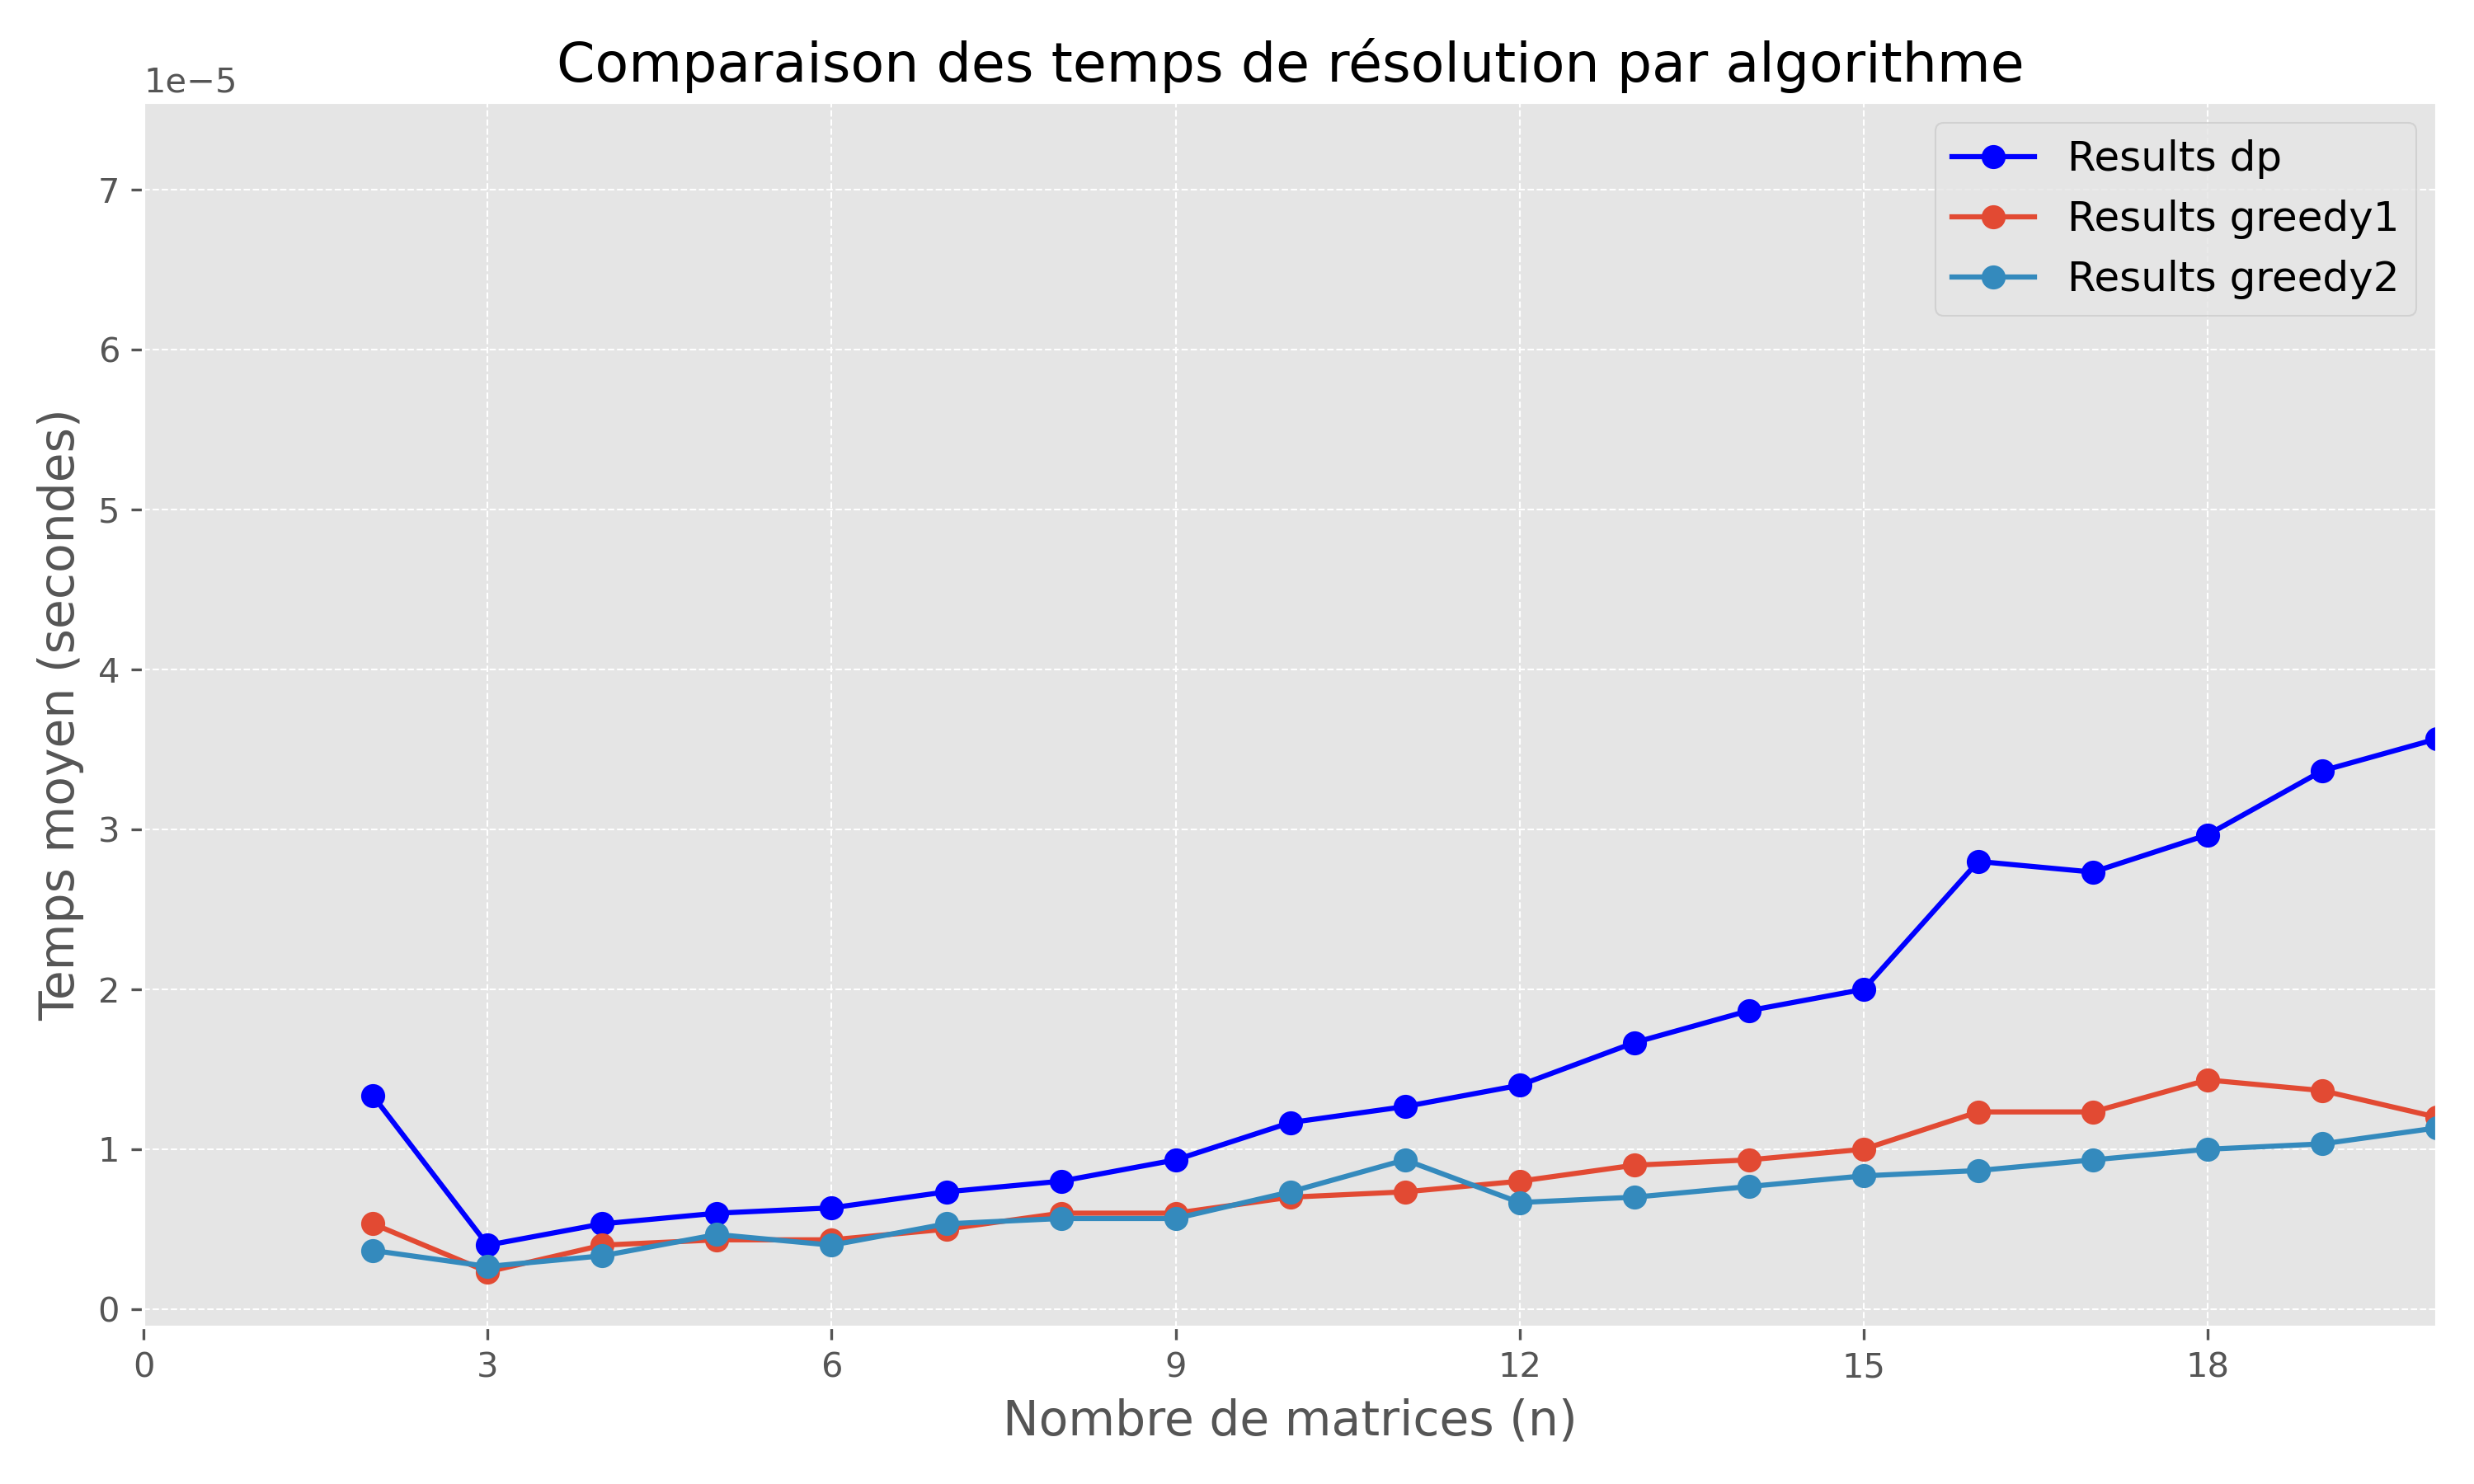 Comparaison des temps de résolution par algorithme
1e−5
7
6
5
4
3
2
1
0
Temps moyen (secondes)
Results dp
Results greedy1
Results greedy2
0 3 6 9 12 15 18
Nombre de matrices (n)